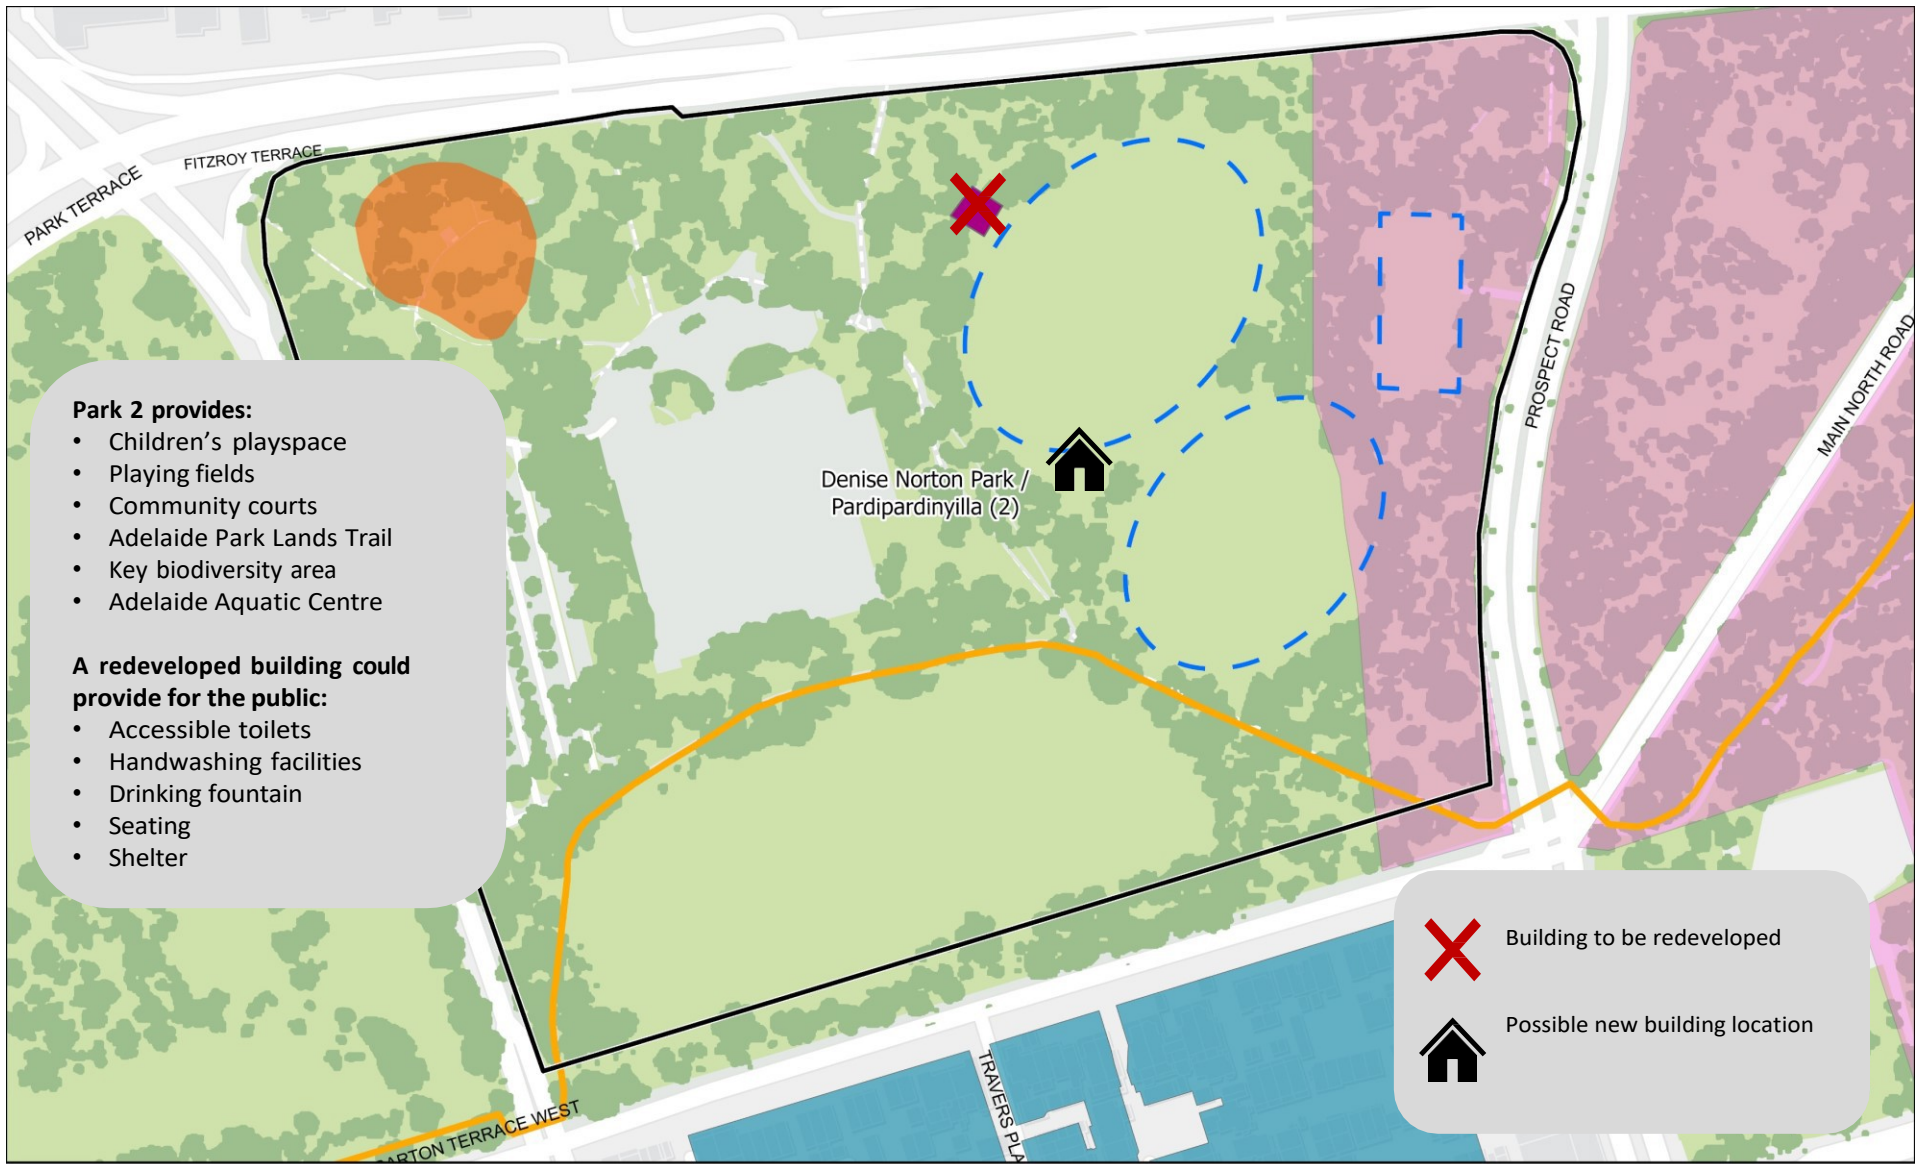 FITZROY TERRACE
PARK TERRACE
PROSPECT ROAD
MAIN NORTH ROAD
Park 2 provides:
• Children’s playspace
• Playing fields
• Community courts
• Adelaide Park Lands Trail
• Key biodiversity area
• Adelaide Aquatic Centre
A redeveloped building could
provide for the public:
• Accessible toilets
• Handwashing facilities
• Drinking fountain
• Seating
• Shelter
Denise Norton Park /
Pardipardinyilla (2)
Building to be redeveloped
Possible new building location
TRAVERS PLA
ARTON TERRACE WEST